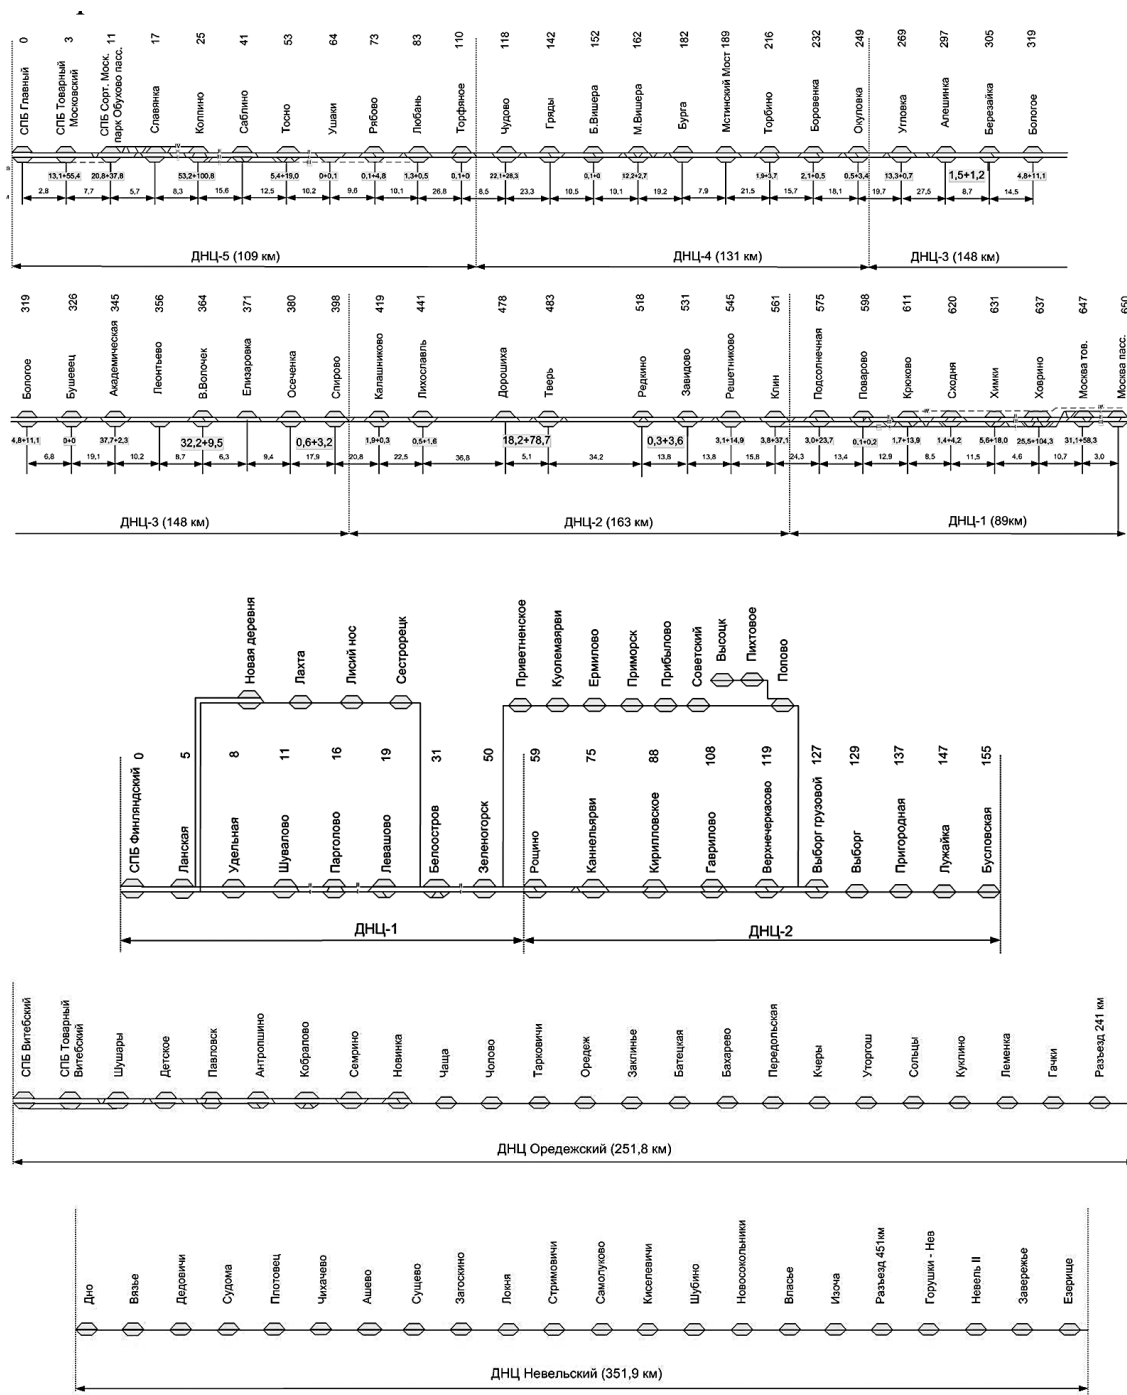 0 3 11 17 25 41 53 64 73 83 110 118 142 152 162 182 189 216 232 249 269 297 305 319
СПБ Главный
СПБ Товарный Московский
СПБ Сорт. Моск. парк Обухово пасс.
Славянка
Колпино
Саблино
Тосно
Ушаки
Рябово
Любань
Торфяное
Чудово
Гряды
Б.Вишера
М.Вишера
Бурга
Мстинский Мост
Торбино
Боровенка
Окуловка
Угловка
Алешинка
Березайка
Бологое
13,1+55,4 20,8+37,8 53,2+100,8 5,4+19,0 0+0,1 0,1+4,8 1,3+0,5 0,1+0 22,1+28,3 0,1+0 12,2+2,7 1,9+3,7 2,1+0,5 0,5+3,4 13,3+0,7 1,5+1,2 4,8+11,1
2,8 7,7 5,7 8,3 15,6 12,5 10,2 9,6 10,1 26,8 8,5 23,3 10,5 10,1 19,2 7,9 21,5 15,7 18,1 19,7 27,5 8,7 14,5
ДНЦ-5 (109 км) ДНЦ-4 (131 км) ДНЦ-3 (148 км)
319 326 345 356 364 371 380 398 419 441 478 483 518 531 545 561 575 598 611 620 631 637 647 650
Бологое
Бушевец
Академическая
Леонтьево
В.Волочек
Елизаровка
Осеченка
Спирово
Калашниково
Лихославль
Дорошиха
Тверь
Редкино
Завидово
Решетниково
Клин
Подсолнечная
Поварово
Крюково
Сходня
Химки
Ховрино
Москва тов.
Москва пасс.
4,8+11,1 0+0 37,7+2,3 32,2+9,5 0,6+3,2 1,9+0,3 0,5+1,6 18,2+78,7 0,3+3,6 3,1+14,9 3,8+37,1 3,0+23,7 0,1+0,2 1,7+13,9 1,4+4,2 5,6+18,0 25,5+104,3 31,1+58,3
6,8 19,1 10,2 8,7 6,3 9,4 17,9 20,8 22,5 36,8 5,1 34,2 13,8 13,8 15,8 24,3 13,4 12,9 8,5 11,5 4,6 10,7 3,0
ДНЦ-3 (148 км) ДНЦ-2 (163 км) ДНЦ-1 (89км)
Новая деревня
Лахта
Лисий нос
Сестрорецк
Приветненское
Куолемаярви
Ермилово
Приморск
Прибылово
Советский
Высоцк
Пихтовое
Попово
0 5 8 11 16 19 31 50 59 75 88 108 119 127 129 137 147 155
СПБ Финляндский
Ланская
Удельная
Шувалово
Парголово
Левашово
Белоостров
Зеленогорск
Рощино
Каннельярви
Кирилловское
Гаврилово
Верхнечеркасово
Выборг грузовой
Выборг
Пригородная
Лужайка
Бусловская
ДНЦ-1 ДНЦ-2
СПБ Витебский
СПБ Товарный Витебский
Шушары
Детское
Павловск
Антропшино
Кобралово
Семрино
Новинка
Чаща
Чолово
Тарковичи
Оредеж
Заклинье
Батецкая
Бахарево
Передольская
Кчеры
Уторгош
Сольцы
Куклино
Леменка
Гачки
Разъезд 241 км
ДНЦ Оредежский (251,8 км)
Дно
Вязье
Дедовичи
Судома
Плотовец
Чихачево
Ашево
Сущево
Загоскино
Локня
Стримовичи
Самолуково
Киселевичи
Шубино
Новосокольники
Власье
Изоча
Разъезд 451км
Горушки - Нев
Невель II
Завережье
Езерище
ДНЦ Невельский (351,9 км)